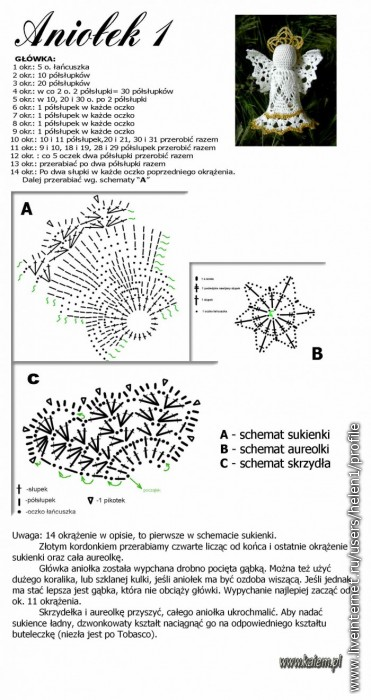 Aniołek 1
GŁÓWKA:
1 okr.: 5 o. łańcuszka
2 okr.: 10 półsłupków
3 okr.: 20 półsłupków
4 okr.: w co 2 o. 2 półsłupki= 30 półsłupków
5 okr.: w 10, 20 i 30 o. po 2 półsłupki
6 okr.: 1 półsłupek w każde oczko
7 okr.: 1 półsłupek w każde oczko
8 okr.: 1 półsłupek w każde oczko
9 okr.: 1 półsłupek w każde oczko
10 okr.: 10 i 11 półsłupek,20 i 21, 30 i 31 przerobić razem
11 okr.: 9 i 10, 18 i 19, 28 i 29 półsłupek przerobić razem
12 okr. : co 5 oczek dwa półsłupki przerobić razem
13 okr.: przerabiać po dwa półsłupki razem
14 okr.: Po dwa słupki w każde oczko poprzedniego okrążenia.
Dalej przerabiać wg. schematy "A"
A
B
C
A - schemat sukienki
B - schemat aureolki
C - schemat skrzydła
-słupek
-półsłupek
-oczko łańcuszka
-1 pikotek
początek
Uwaga: 14 okrążenie w opisie, to pierwsze w schemacie sukienki.
Złotym kordonkiem przerabiamy czwarte licząc od końca i ostatnie okrążenie
sukienki oraz cała aureolkę.
Główka aniołka została wypchana drobno pocięta gąbką. Można też użyć
dużego koralika, lub szklanej kulki, jeśli aniołek ma być ozdoba wiszącą. Jeśli jednak
ma stać lepsza jest gąbka, która nie obciąży główki. Wypychanie najlepiej zacząć od
ok. 11 okrążenia.
Skrzydełka i aureolkę przyszyć, całego aniołka ukrochmalić. Aby nadać
sukience ładny, dzwonkowaty kształt naciągnąć go na odpowiedniego kształtu
buteleczkę (niezła jest po Tobasco).
www.kaiem.pl
www.liveinternet.ru/users/helen1/profile